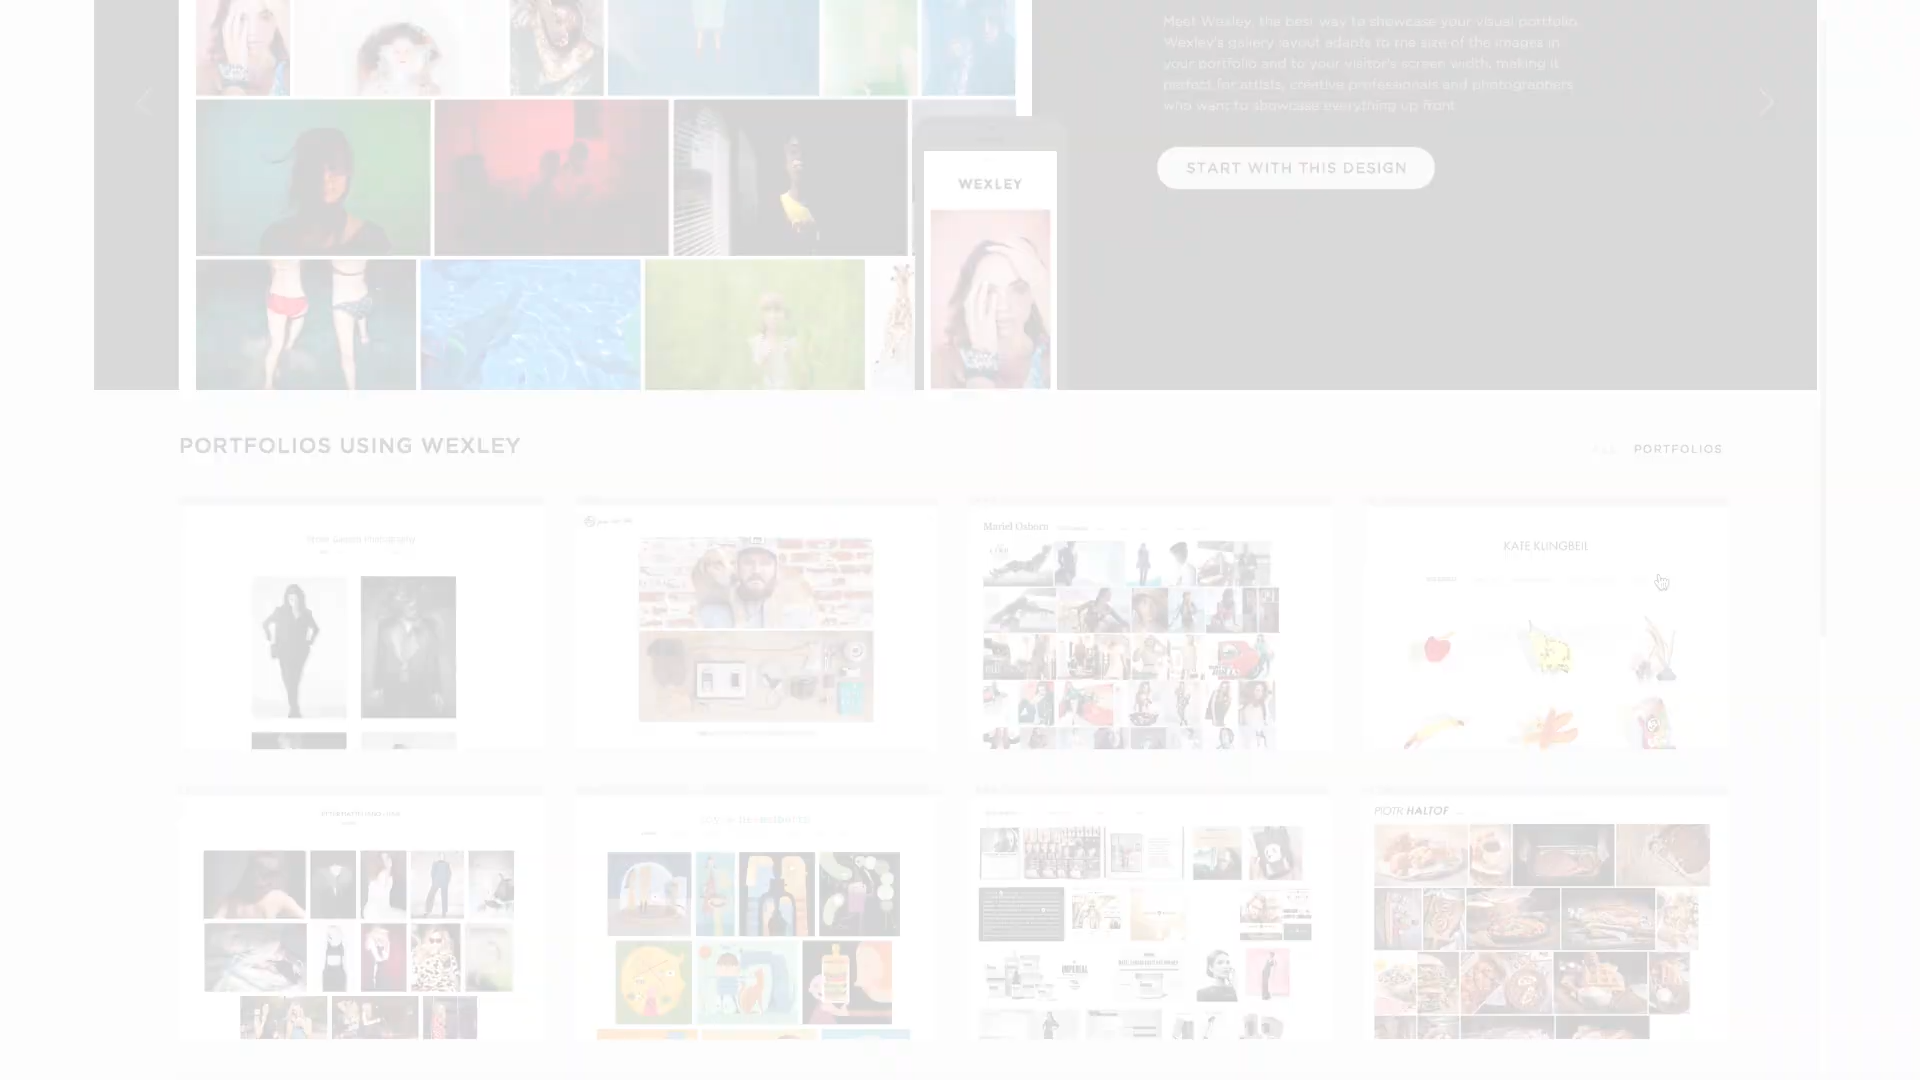 Meet Wexley, the best way to showcase your visual portfolio.
Wexley's gallery layout adapts to the size of the images in
your portfolio and to your visitor's screen width, making it
perfect for artists, creative professionals and photographers
who want to showcase everything up front.
START WITH THIS DESIGN
WEXLEY
PORTFOLIOS USING WEXLEY
PORTFOLIOS
Mariel Osborn
KATE KLINGBEIL
PIOTR HALTOF
IMPERIAL